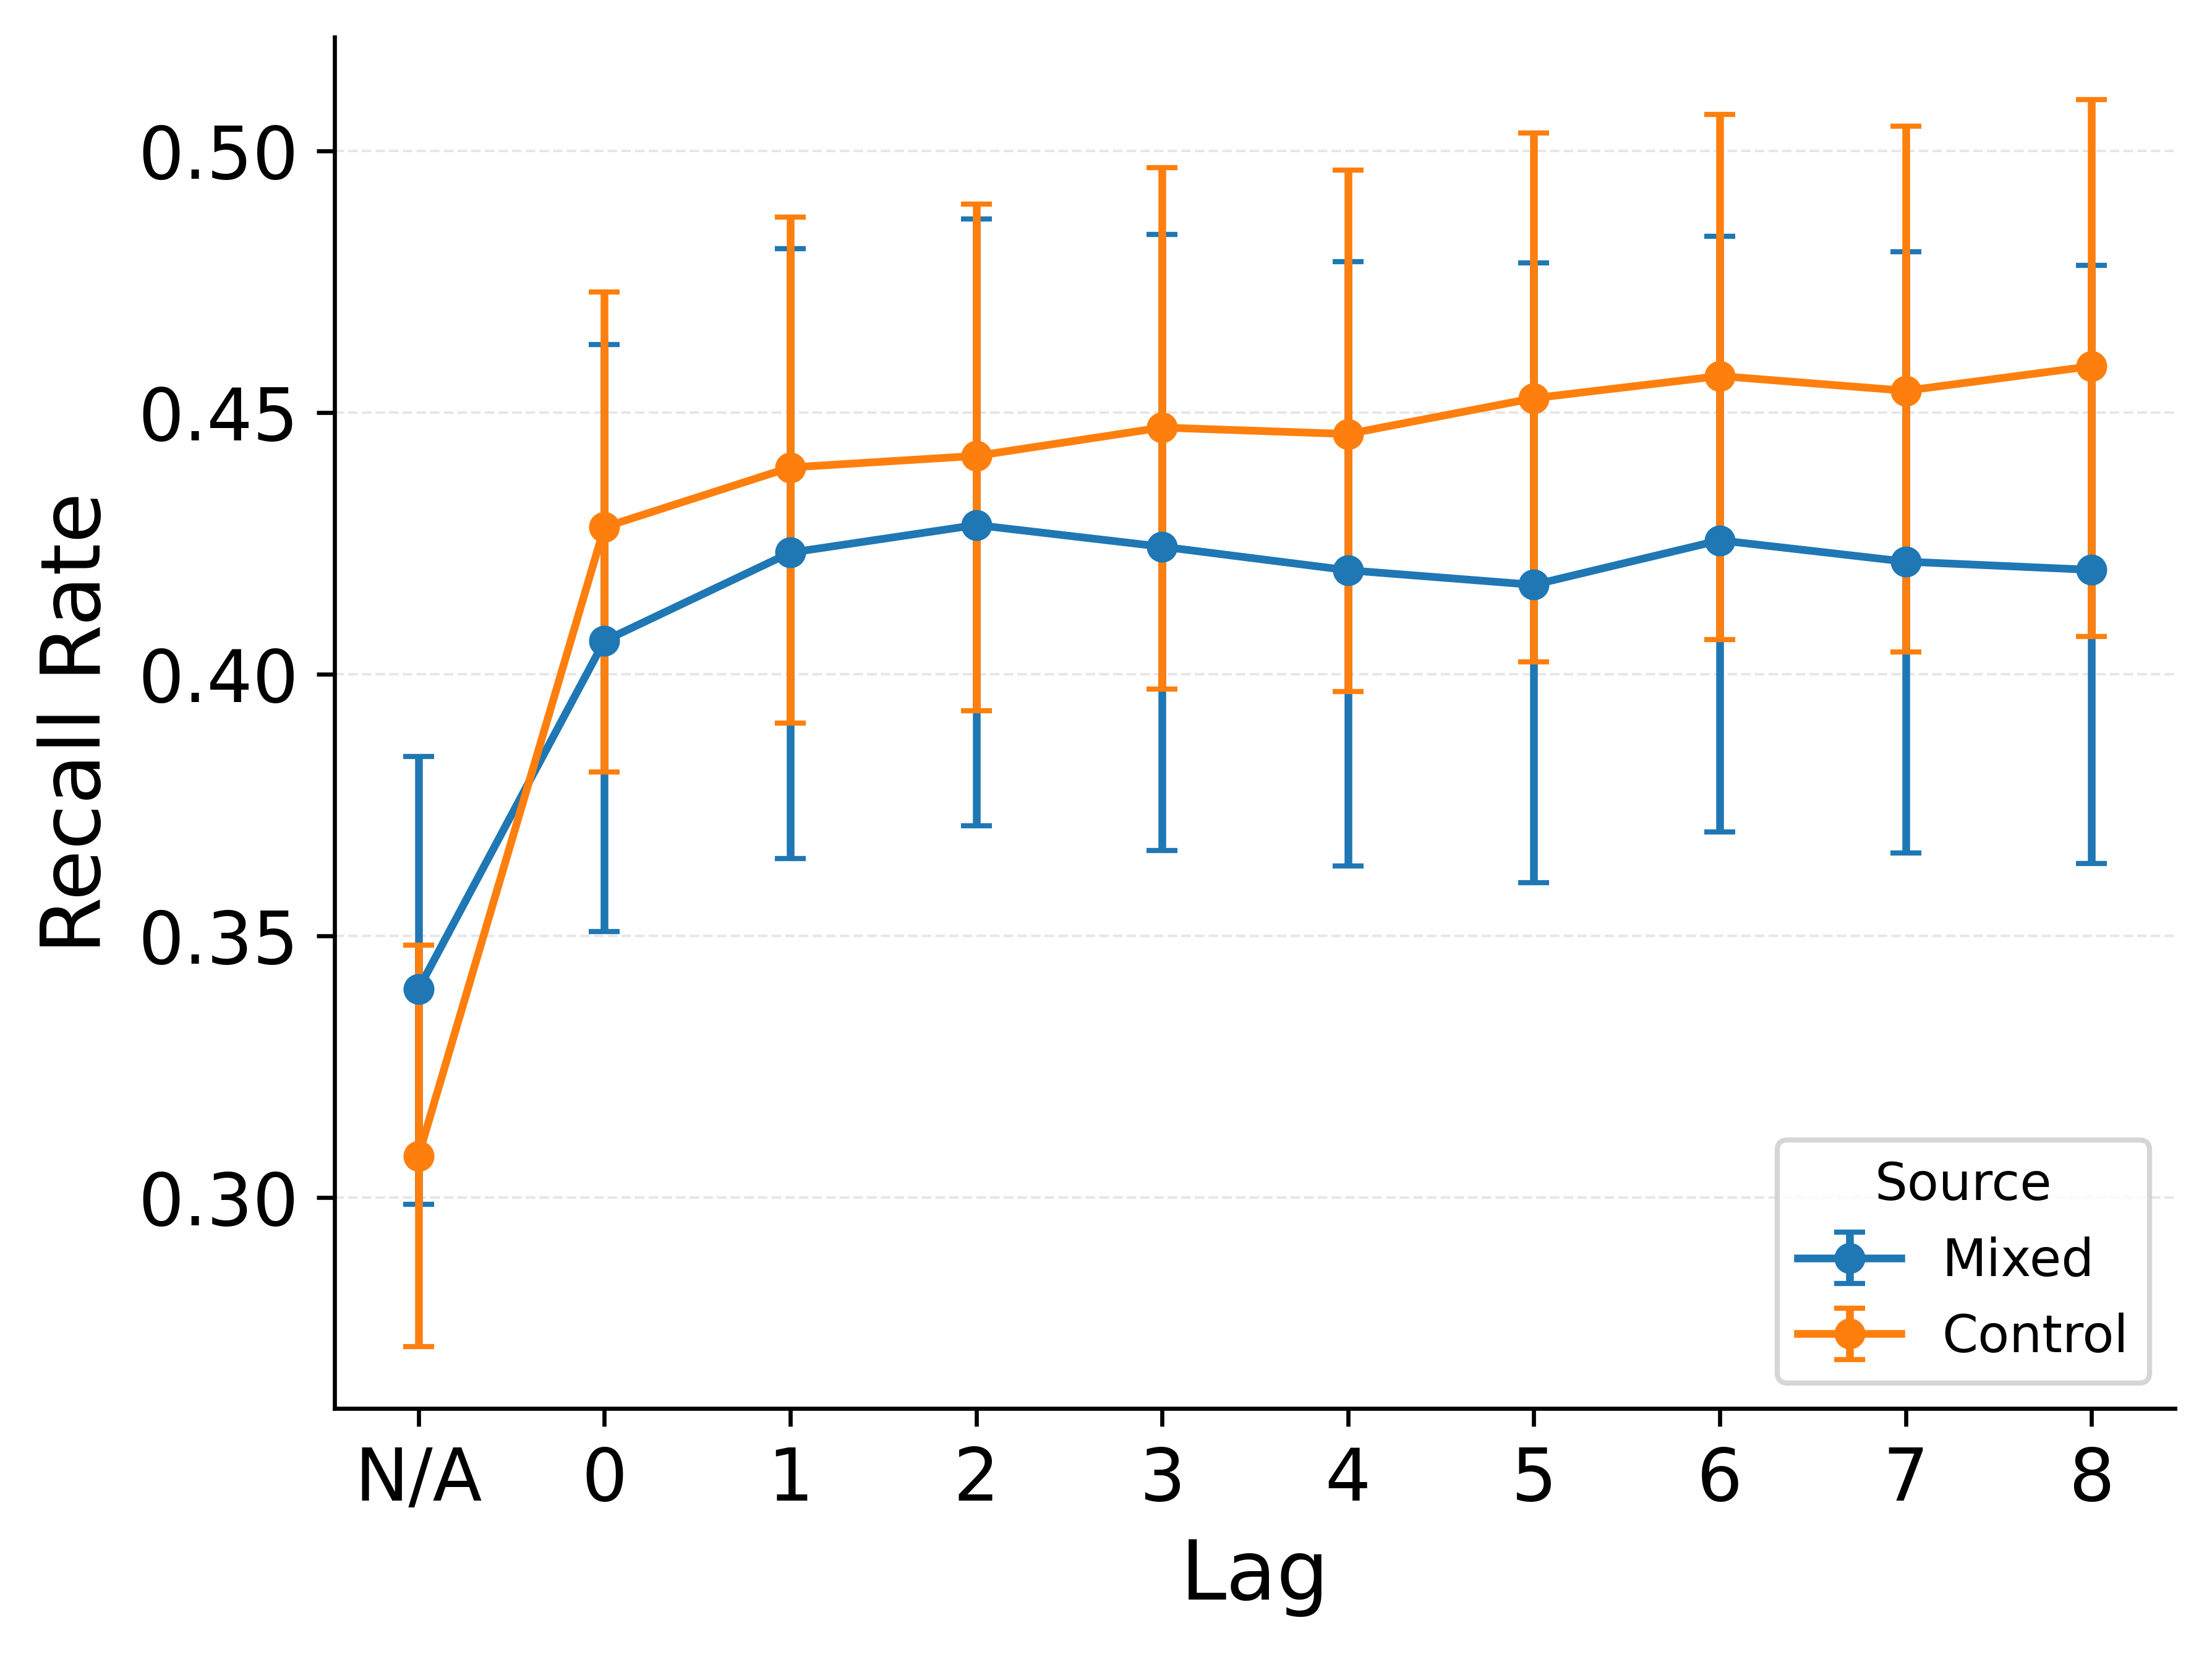 0.50
0.45
0.40
0.35
0.30
Recall Rate
N/A 0 1 2 3 4 5 6 7 8
Lag
Source
Mixed
Control